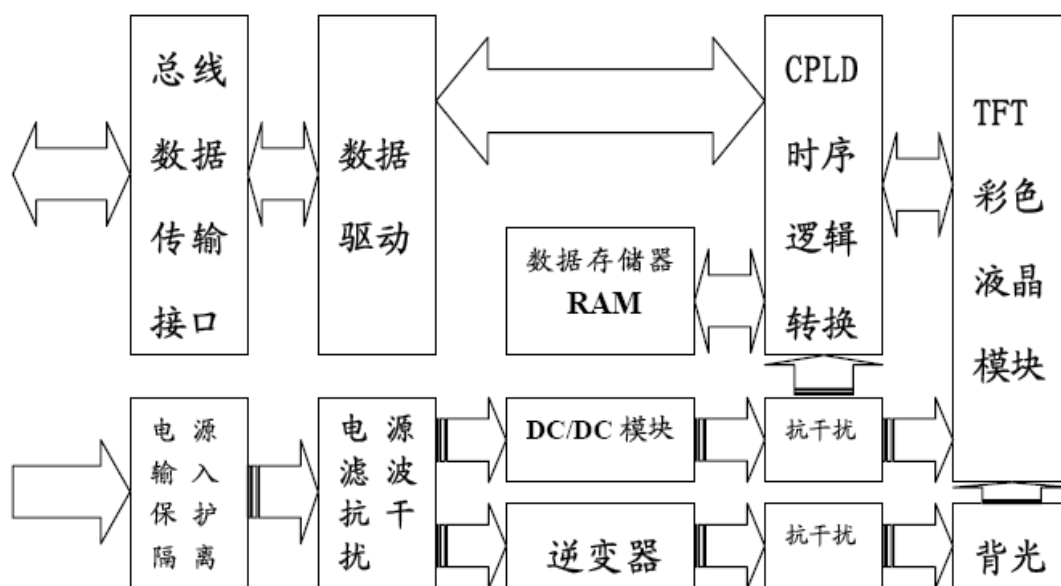 总线
数据
传输
接口
数据
驱动
数据存储器
RAM
CPLD
时序
逻辑
转换
TFT
彩色
液晶
模块
电 源
输 入
保 护
隔 离
电 源
滤 波
抗 干
扰
DC/DC 模块
抗干扰
逆变器
抗干扰
背光